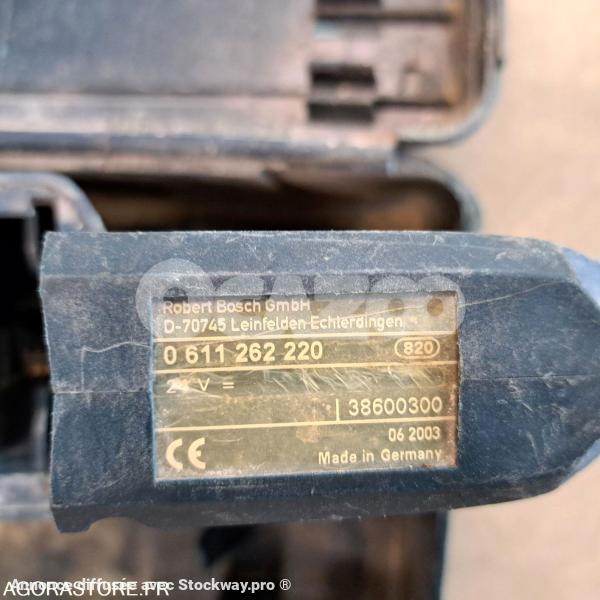 Robert Bosch GmbH
D-70745 Leinfelden-Echterdingen
0 611 262 220 820
24 V =
38600300
06 2003
CE Made in Germany
Annonce diffusée avec Stockway.pro ®
AGORASTORE.FR